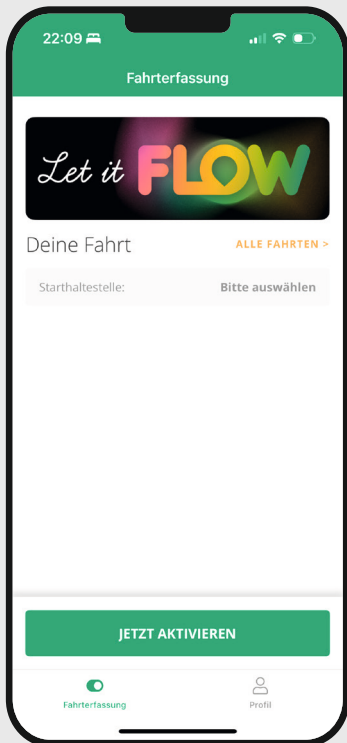 22:09
Fahrterfassung
Let it FLOW
Deine Fahrt
ALLE FAHRTEN >
Starthaltestelle:
Bitte auswählen
JETZT AKTIVIEREN
Fahrterfassung
Profil